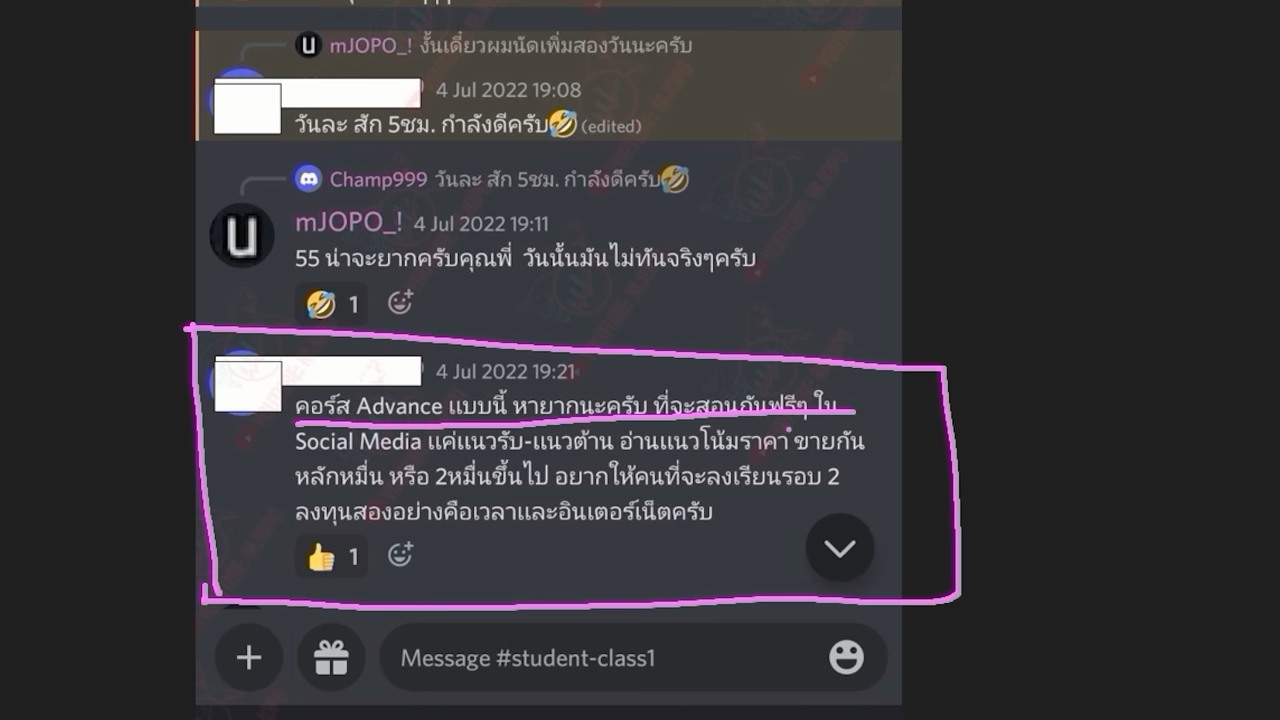 mJOPO_! งั้นเดี๋ยวผมนัดเพิ่มสองวันนะครับ
4 Jul 2022 19:08
วันละ สัก 5ชม. กำลังดีครับ🤣 (edited)
Champ999 วันละ สัก 5ชม. กำลังดีครับ🤣
mJOPO_! 4 Jul 2022 19:11
55 น่าจะยากครับคุณพี่ วันนั้นมันไม่ทันจริงๆครับ
🤣 1
4 Jul 2022 19:21
คอร์ส Advance แบบนี้ หายากนะครับ ที่จะสอนกันฟรีๆ ใน
Social Media แค่แนวรับ-แนวต้าน อ่านแนวโน้มราคา ขายกัน
หลักหมื่น หรือ 2หมื่นขึ้นไป อยากให้คนที่จะลงเรียนรอบ 2
ลงทุนสองอย่างคือเวลาและอินเตอร์เน็ตครับ
👍 1
Message #student-class1